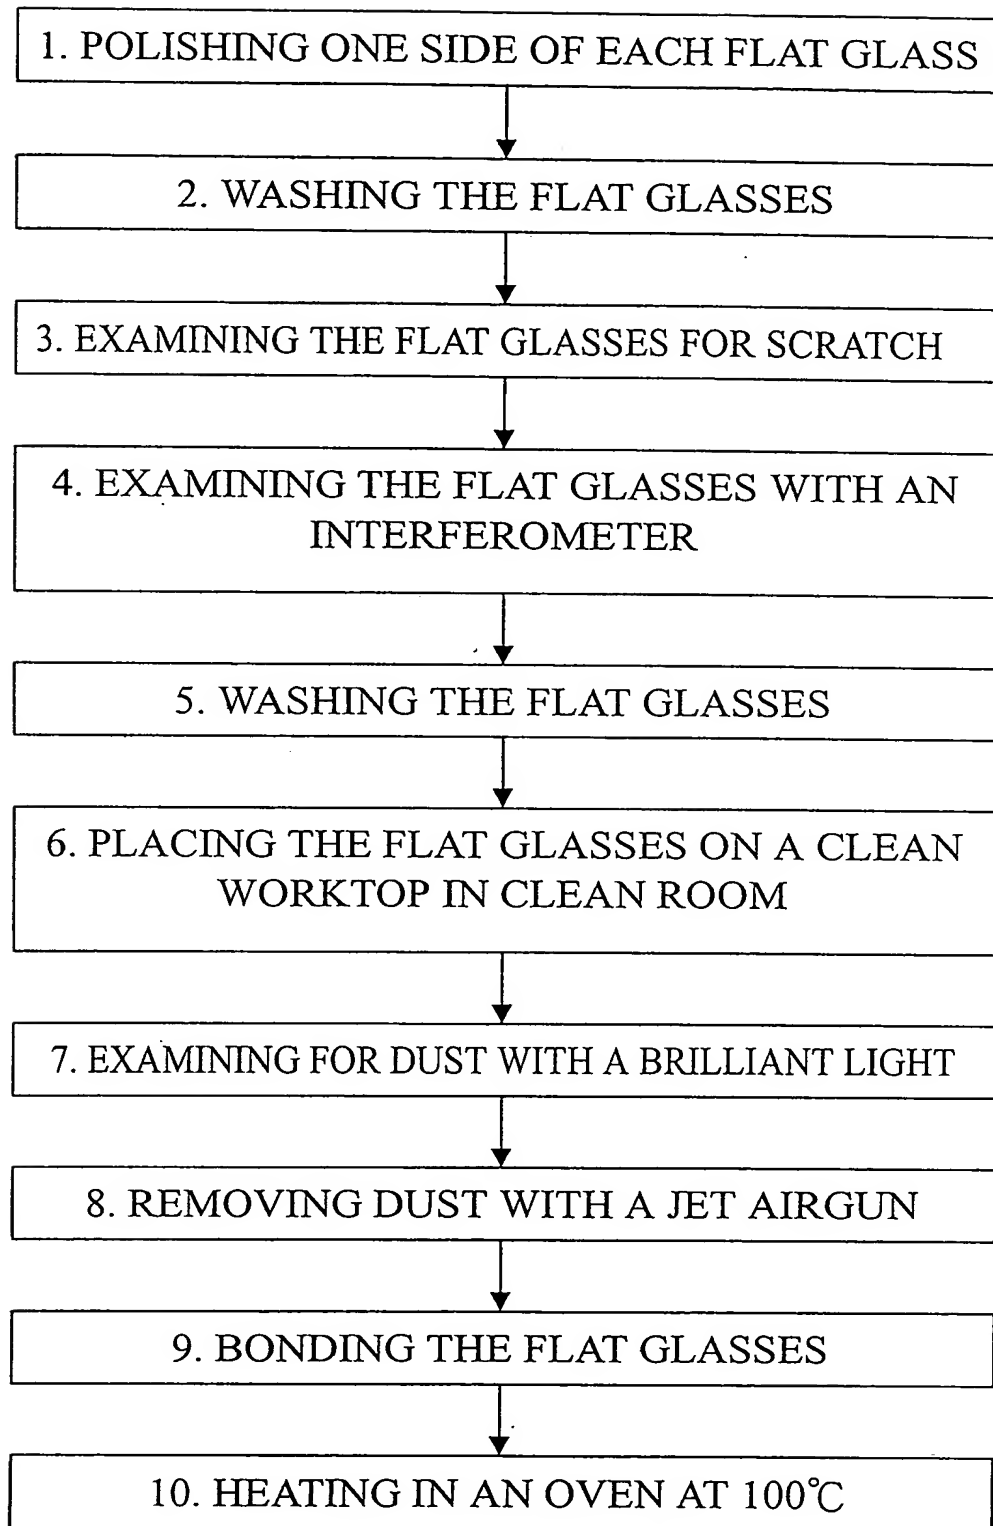 1. POLISHING ONE SIDE OF EACH FLAT GLASS
2. WASHING THE FLAT GLASSES
3. EXAMINING THE FLAT GLASSES FOR SCRATCH
4. EXAMINING THE FLAT GLASSES WITH AN
INTERFEROMETER
5. WASHING THE FLAT GLASSES
6. PLACING THE FLAT GLASSES ON A CLEAN
WORKTOP IN CLEAN ROOM
7. EXAMINING FOR DUST WITH A BRILLIANT LIGHT
8. REMOVING DUST WITH A JET AIRGUN
9. BONDING THE FLAT GLASSES
10. HEATING IN AN OVEN AT 100℃